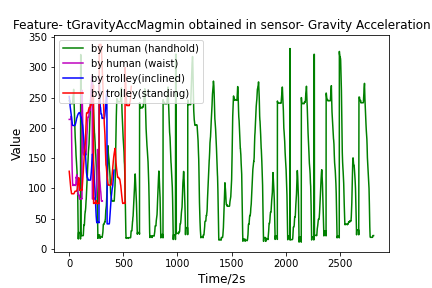 Feature- tGravityAccMagmin obtained in sensor- Gravity Acceleration
350
300
250
200
150
100
50
0
Value
by human (handhold)
by human (waist)
by trolley(inclined)
by trolley(standing)
0 500 1000 1500 2000 2500
Time/2s